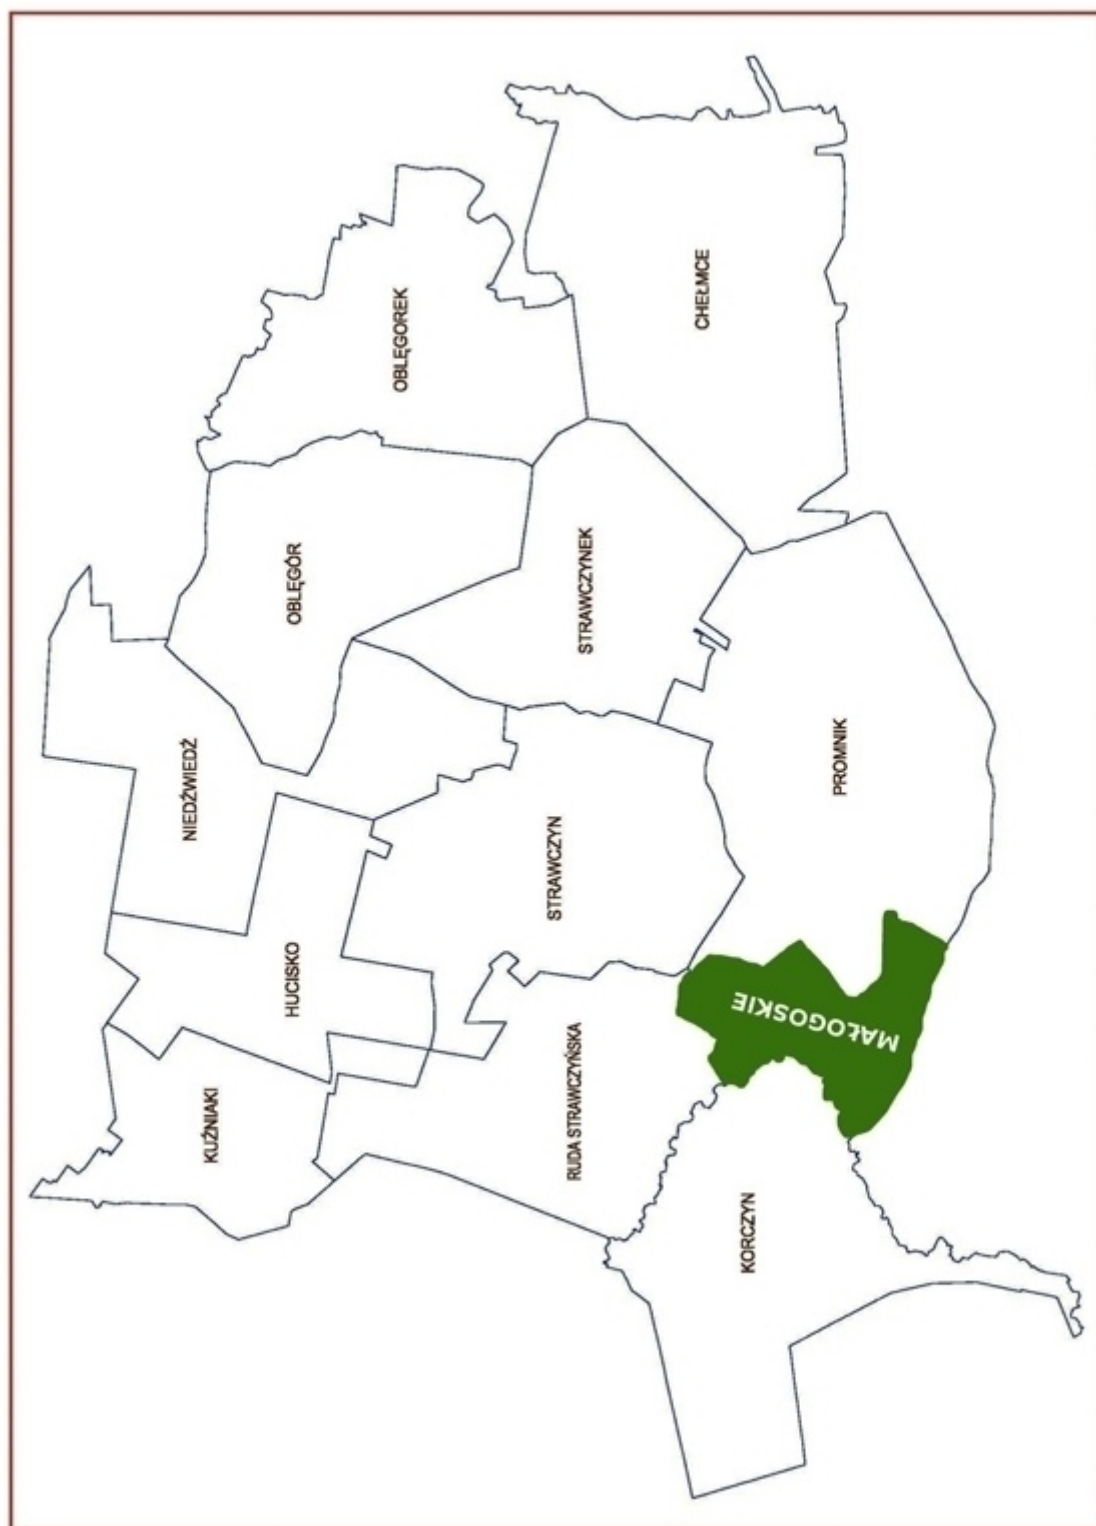 KUŹNIAKI
NIEDŹWIEDŹ
HUCISKO
OBLĘGÓR
OBLĘGOREK
RUDA STRAWCZYŃSKA
STRAWCZYN
STRAWCZYNEK
CHEŁMCE
KORCZYN
MAŁOGOSKIE
PROMNIK